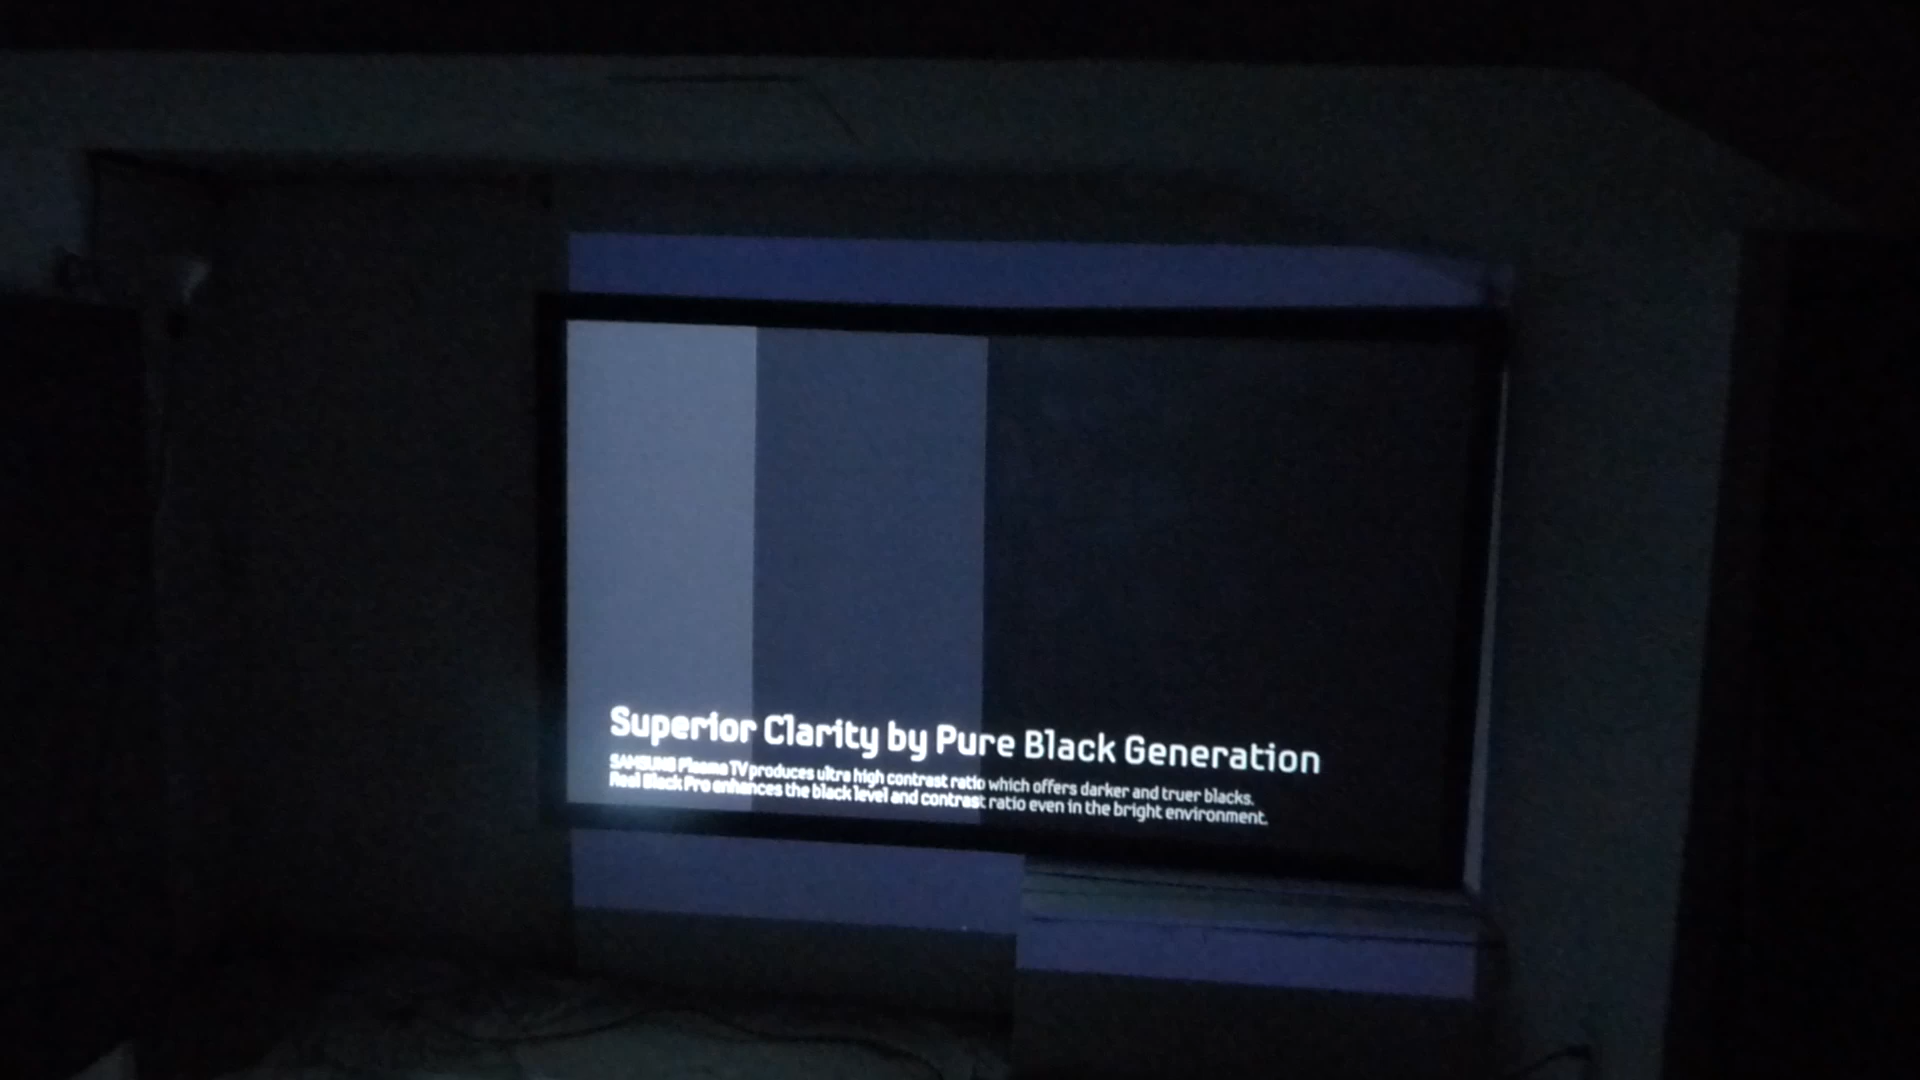 Superior Clarity by Pure Black Generation
SAMSUNG Plasma TV produces ultra high contrast ratio which offers darker and truer blacks.
Real Black Pro enhances the black level and contrast ratio even in the bright environment.